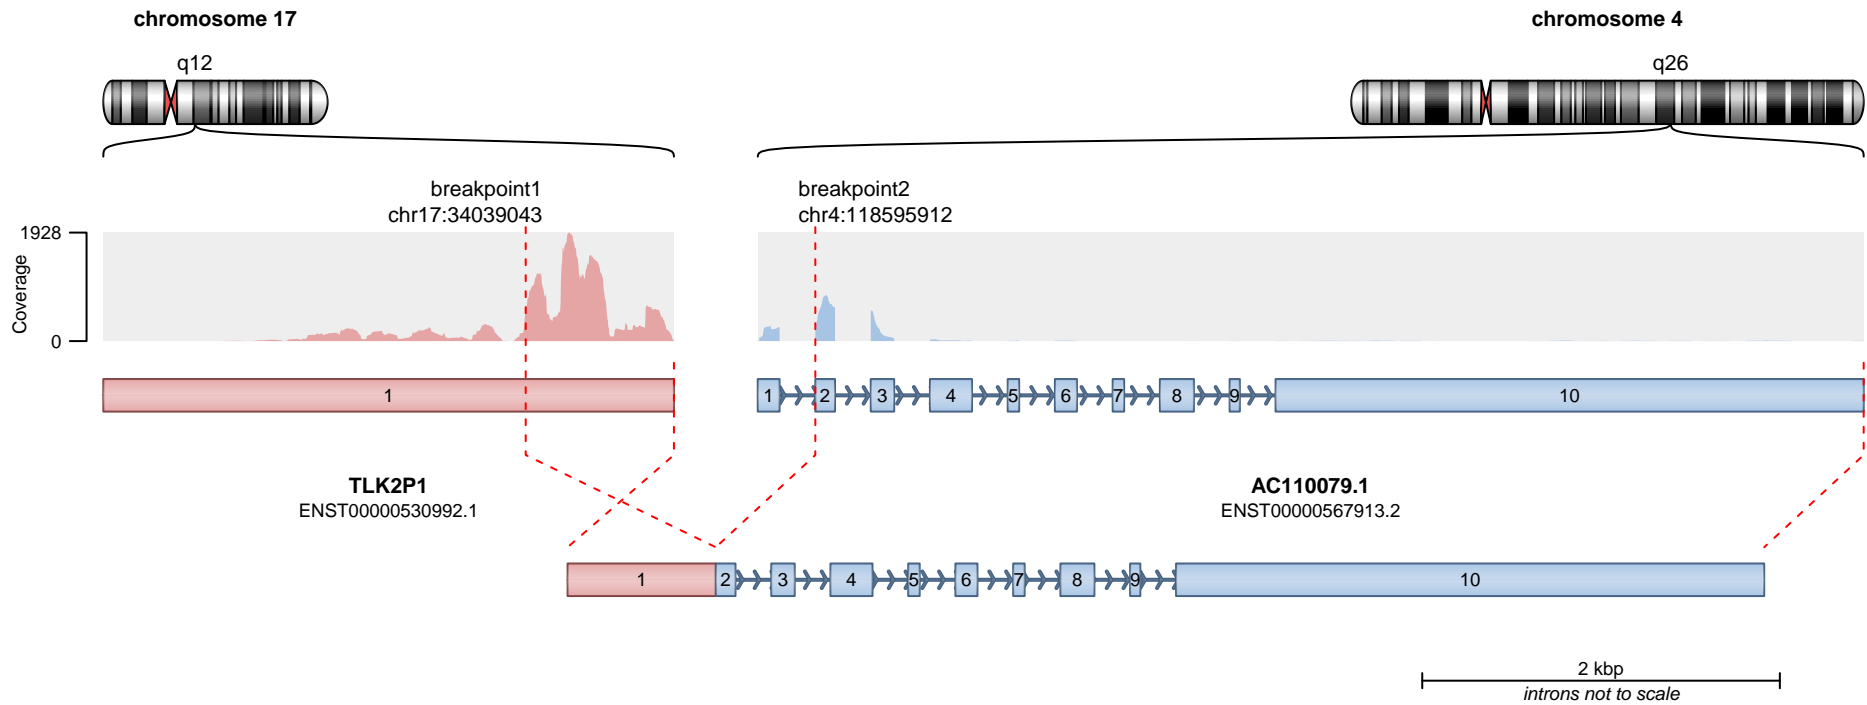 chromosome 17
chromosome 4
q12
q26
breakpoint1
chr17:34039043
breakpoint2
chr4:118595912
1928
Coverage
0
1
1 2 3 4 5 6 7 8 9 10
TLK2P1
ENST00000530992.1
AC110079.1
ENST00000567913.2
1 2 3 4 5 6 7 8 9 10
2 kbp
introns not to scale